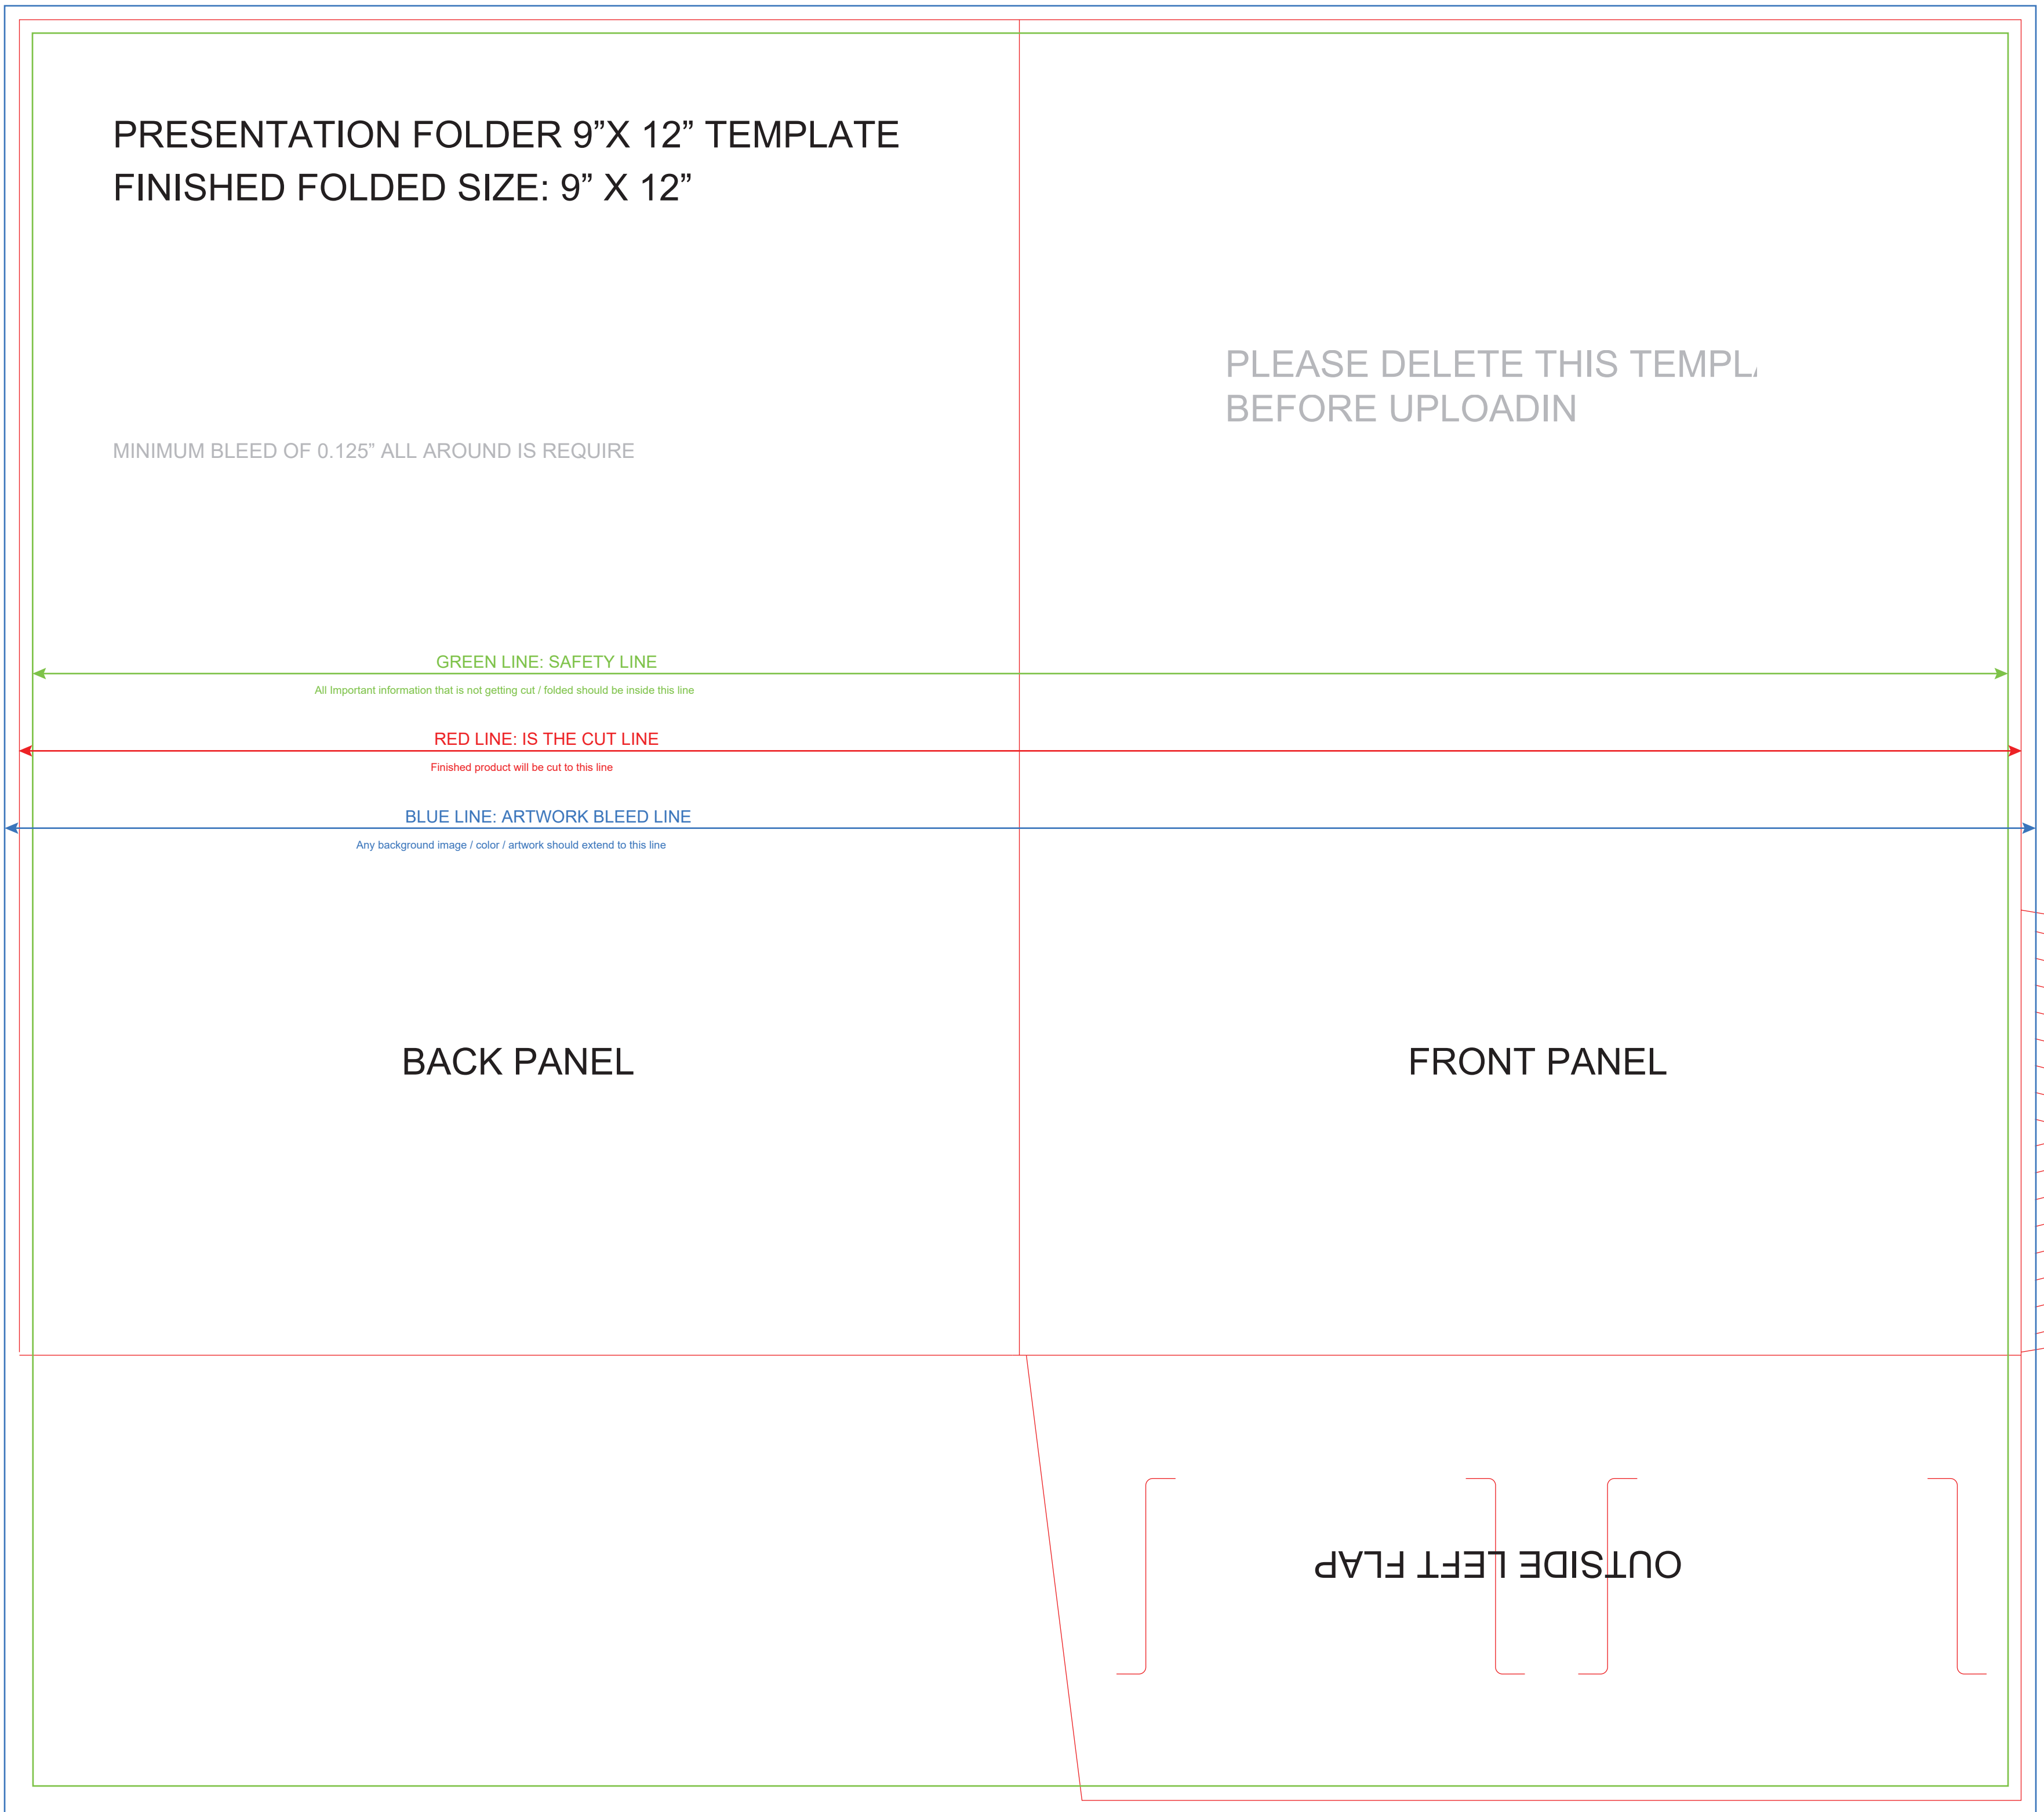 PRESENTATION FOLDER 9”X 12” TEMPLATE
FINISHED FOLDED SIZE: 9” X 12”
PLEASE DELETE THIS TEMPL
BEFORE UPLOADIN
MINIMUM BLEED OF 0.125” ALL AROUND IS REQUIRE
GREEN LINE: SAFETY LINE
All Important information that is not getting cut / folded should be inside this line
RED LINE: IS THE CUT LINE
Finished product will be cut to this line
BLUE LINE: ARTWORK BLEED LINE
Any background image / color / artwork should extend to this line
BACK PANEL
FRONT PANEL
OUTSIDE LEFT FLAP